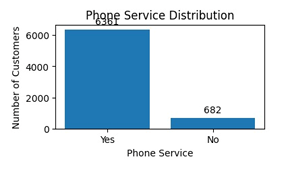 Phone Service Distribution
6361
Number of Customers
6000
4000
2000
0
682
Yes
No
Phone Service